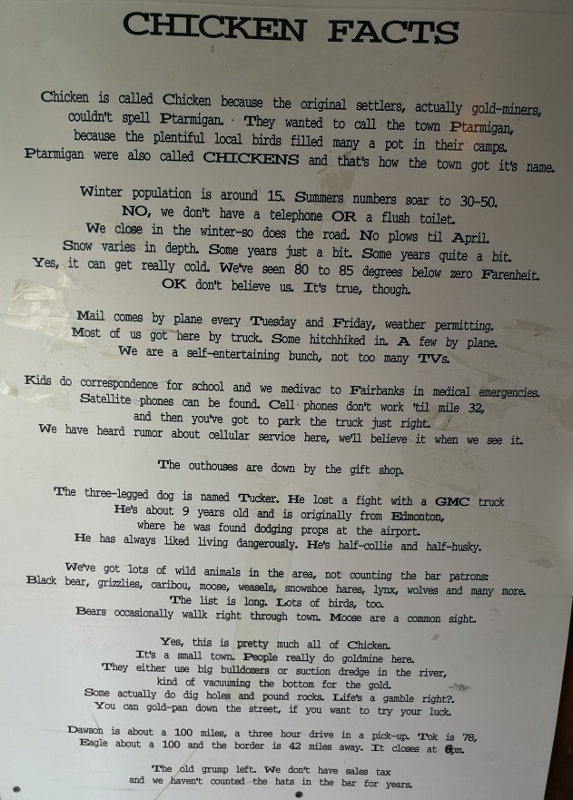 CHICKEN FACTS
Chicken is called Chicken because the original settlers, actually gold-miners,
couldn't spell Ptarmigan. They wanted to call the town Ptarmigan,
because the plentiful local birds filled many a pot in their camps.
Ptarmigan were also called CHICKENS and that's how the town got it's name.
Winter population is around 15. Summers numbers soar to 30-50.
NO, we don't have a telephone OR a flush toilet.
We close in the winter-so does the road. No plows til April.
Snow varies in depth. Some years just a bit. Some years quite a bit.
Yes, it can get really cold. We've seen 80 to 85 degrees below zero Farenheit.
OK don't believe us. It's true, though.
Mail comes by plane every Tuesday and Friday, weather permitting.
Most of us got here by truck. Some hitchhiked in. A few by plane.
We are a self-entertaining bunch, not too many TVs.
Kids do correspondence for school and we medivac to Fairbanks in medical emergencies.
Satellite phones can be found. Cell phones don't work 'til mile 32,
and then you've got to park the truck just right.
We have heard rumor about cellular service here, we'll believe it when we see it.
The outhouses are down by the gift shop.
The three-legged dog is named Tucker. He lost a fight with a GMC truck
He's about 9 years old and is originally from Edmonton,
where he was found dodging props at the airport.
He has always liked living dangerously. He's half-collie and half-husky.
We've got lots of wild animals in the area, not counting the bar patrons:
Black bear, grizzlies, caribou, moose, weasels, snowshoe hares, lynx, wolves and many more.
The list is long. Lots of birds, too.
Bears occasionally wallk right through town. Moose are a common sight.
Yes, this is pretty much all of Chicken.
It's a small town. People really do goldmine here.
They either use big bulldozers or suction dredge in the river,
kind of vacuuming the bottom for the gold.
Some actually do dig holes and pound rocks. Life's a gamble right?.
You can gold-pan down the street, if you want to try your luck.
Dawson is about a 100 miles, a three hour drive in a pick-up. Tok is 78,
Eagle about a 100 and the border is 42 miles away. It closes at 8pm.
The old grump left. We don't have sales tax
and we haven't counted the hats in the bar for years.